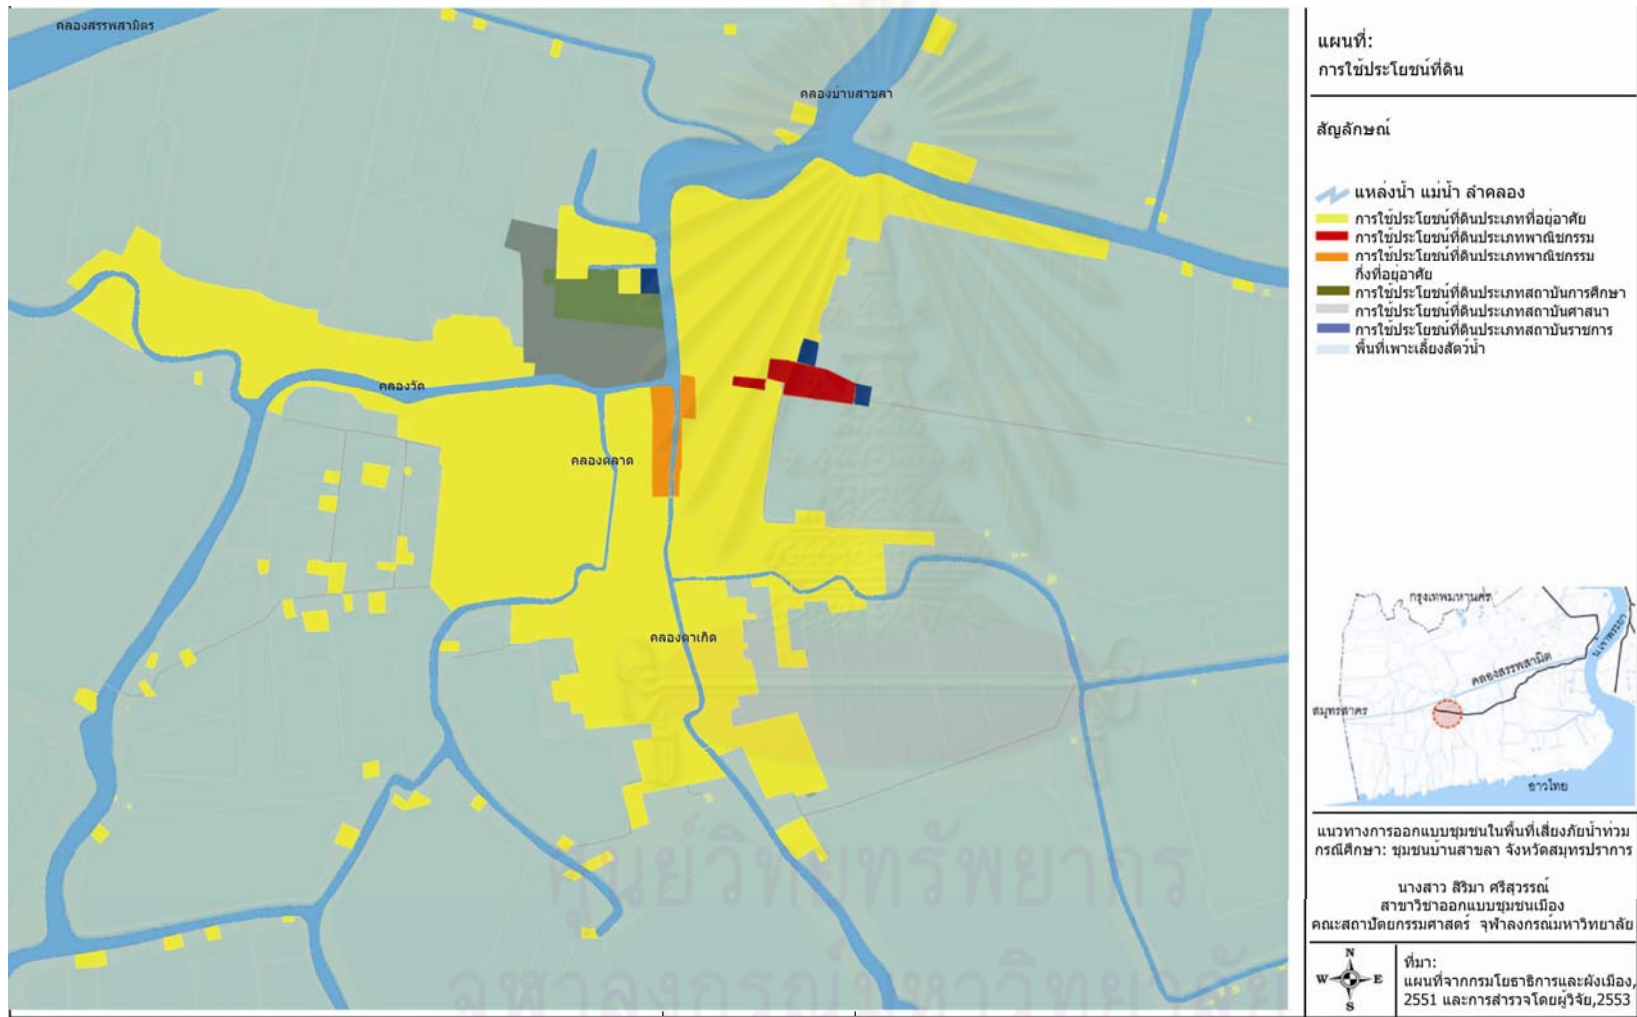 คลองสรรพสามิตร
คลองบ้านสาขลา
คลองวัด
คลองตลาด
คลองตาเกิด
ศูนย์วิทยทรัพยากร
จุฬาลงกรณ์มหาวิทยาลัย
แผนที่:
การใช้ประโยชน์ที่ดิน
สัญลักษณ์
แหล่งน้ำ แม่น้ำ ลำคลอง
การใช้ประโยชน์ที่ดินประเภทที่อยู่อาศัย
การใช้ประโยชน์ที่ดินประเภทพาณิชกรรม
การใช้ประโยชน์ที่ดินประเภทพาณิชกรรม
กึ่งที่อยู่อาศัย
การใช้ประโยชน์ที่ดินประเภทสถาบันการศึกษา
การใช้ประโยชน์ที่ดินประเภทสถาบันศาสนา
การใช้ประโยชน์ที่ดินประเภทสถาบันราชการ
พื้นที่เพาะเลี้ยงสัตว์น้ำ
กรุงเทพมหานคร
น.เจ้าพระยา
คลองสรรพสามิต
สมุทรสาคร
อ่าวไทย
แนวทางการออกแบบชุมชนในพื้นที่เสี่ยงภัยน้ำท่วม
กรณีศึกษา: ชุมชนบ้านสาขลา จังหวัดสมุทรปราการ
นางสาว สิริมา ศรีสุวรรณ์
สาขาวิชาออกแบบชุมชนเมือง
คณะสถาปัตยกรรมศาสตร์ จุฬาลงกรณ์มหาวิทยาลัย
N
W E
S
ที่มา:
แผนที่จากกรมโยธาธิการและผังเมือง,
2551 และการสำรวจโดยผู้วิจัย,2553